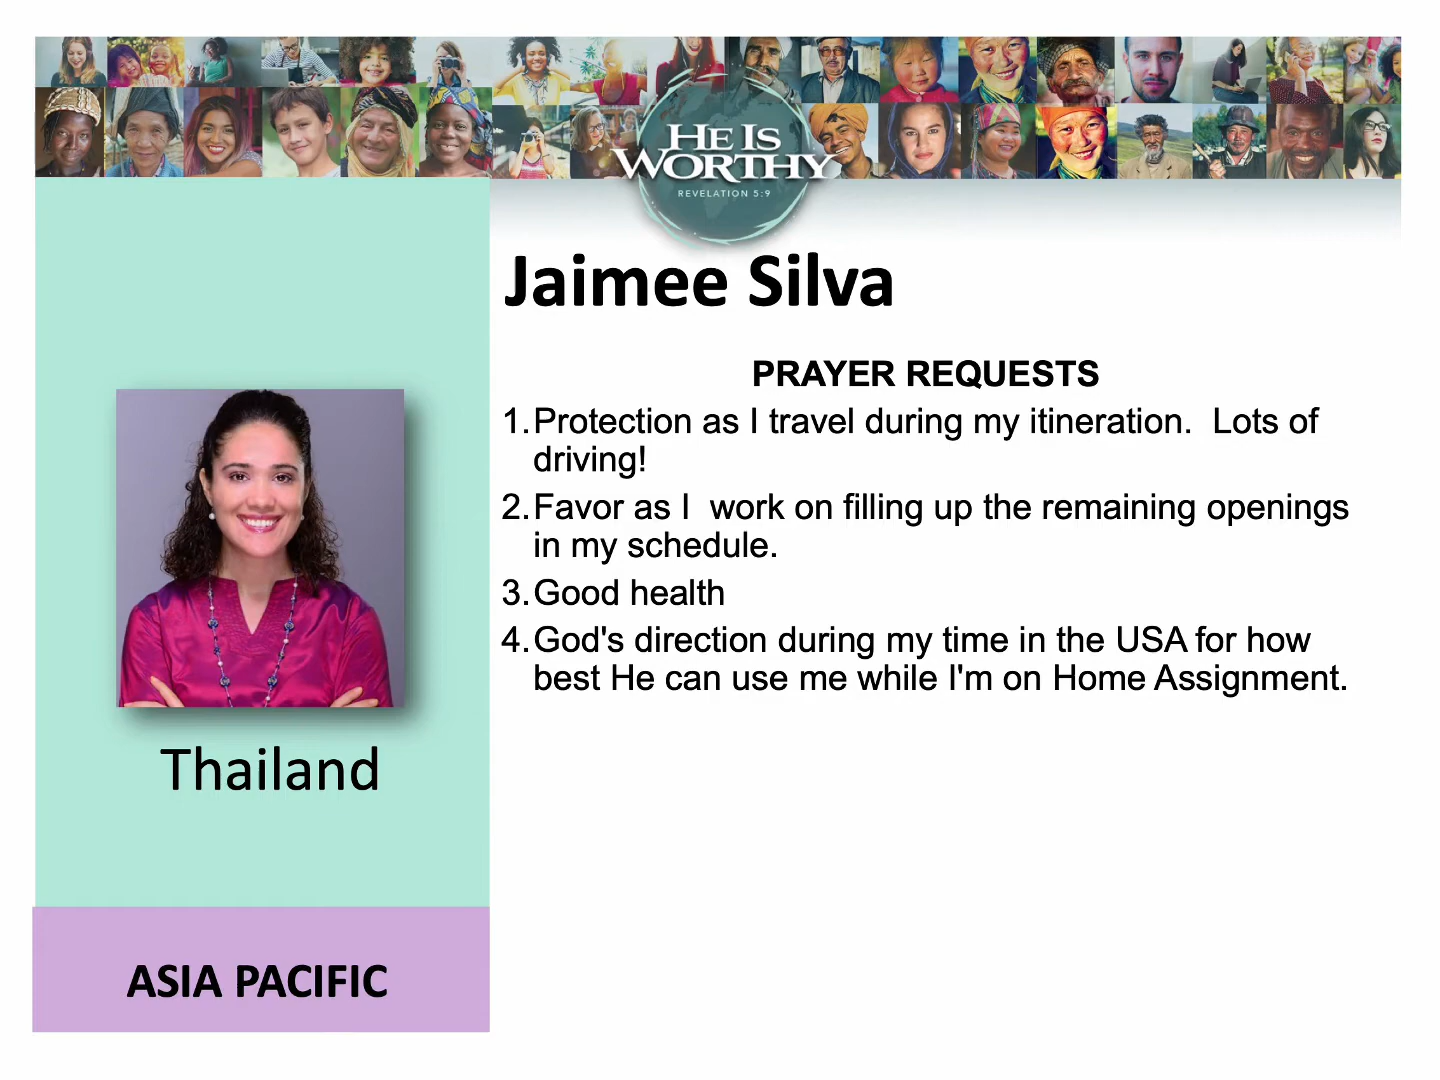 HE IS
WORTHY
REVELATION 5:9
Jaimee Silva
PRAYER REQUESTS
1. Protection as I travel during my itineration.  Lots of
driving!
2. Favor as I  work on filling up the remaining openings
in my schedule.
3. Good health
4. God's direction during my time in the USA for how
best He can use me while I'm on Home Assignment.
Thailand
ASIA PACIFIC